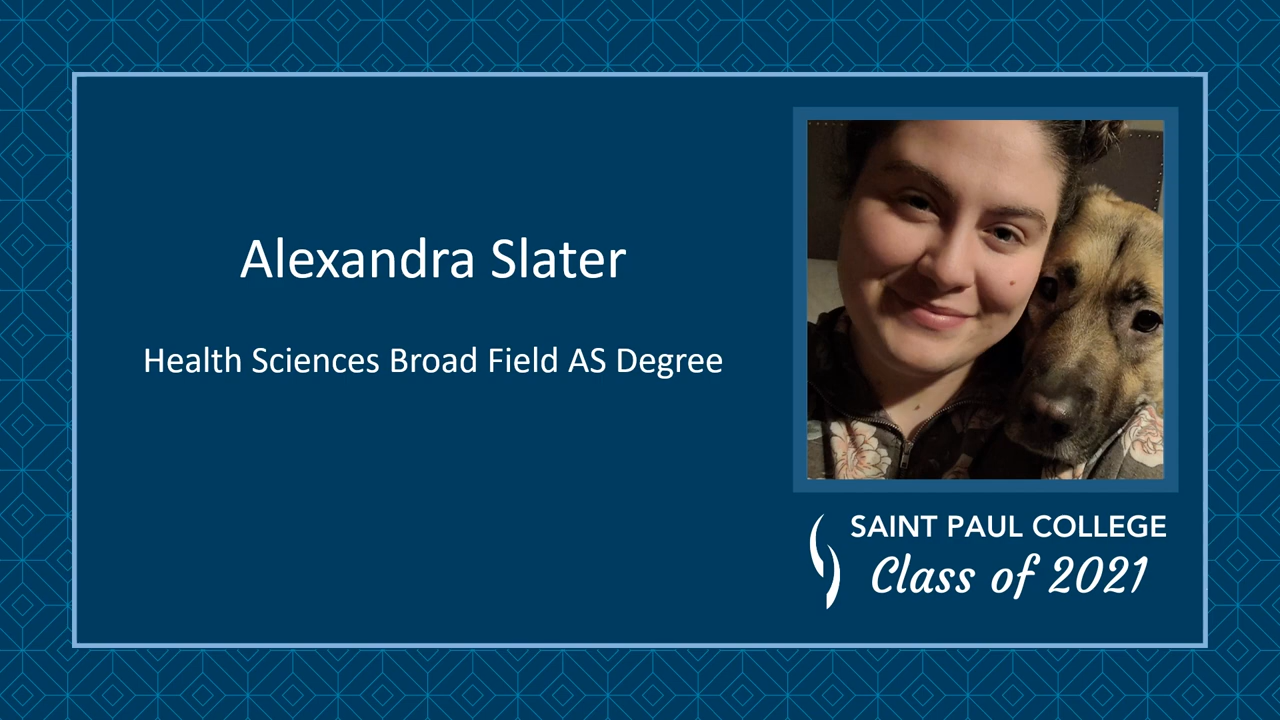 Alexandra Slater
Health Sciences Broad Field AS Degree
SAINT PAUL COLLEGE
Class of 2021